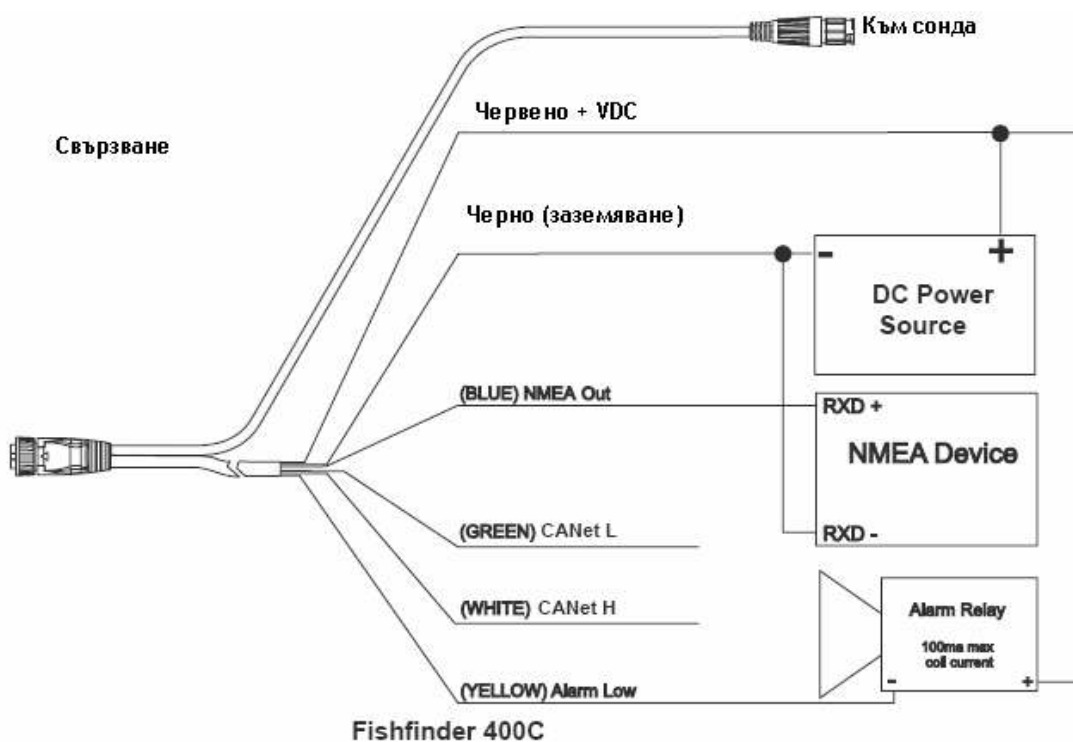 Към сонда
Червено + VDC
Свързване
Черно (заземяване)
- +
DC Power
Source
(BLUE) NMEA Out
RXD +
NMEA Device
RXD -
(GREEN) CANet L
(WHITE) CANet H
Alarm Relay
100ma max
coil current
- +
(YELLOW) Alarm Low
Fishfinder 400C